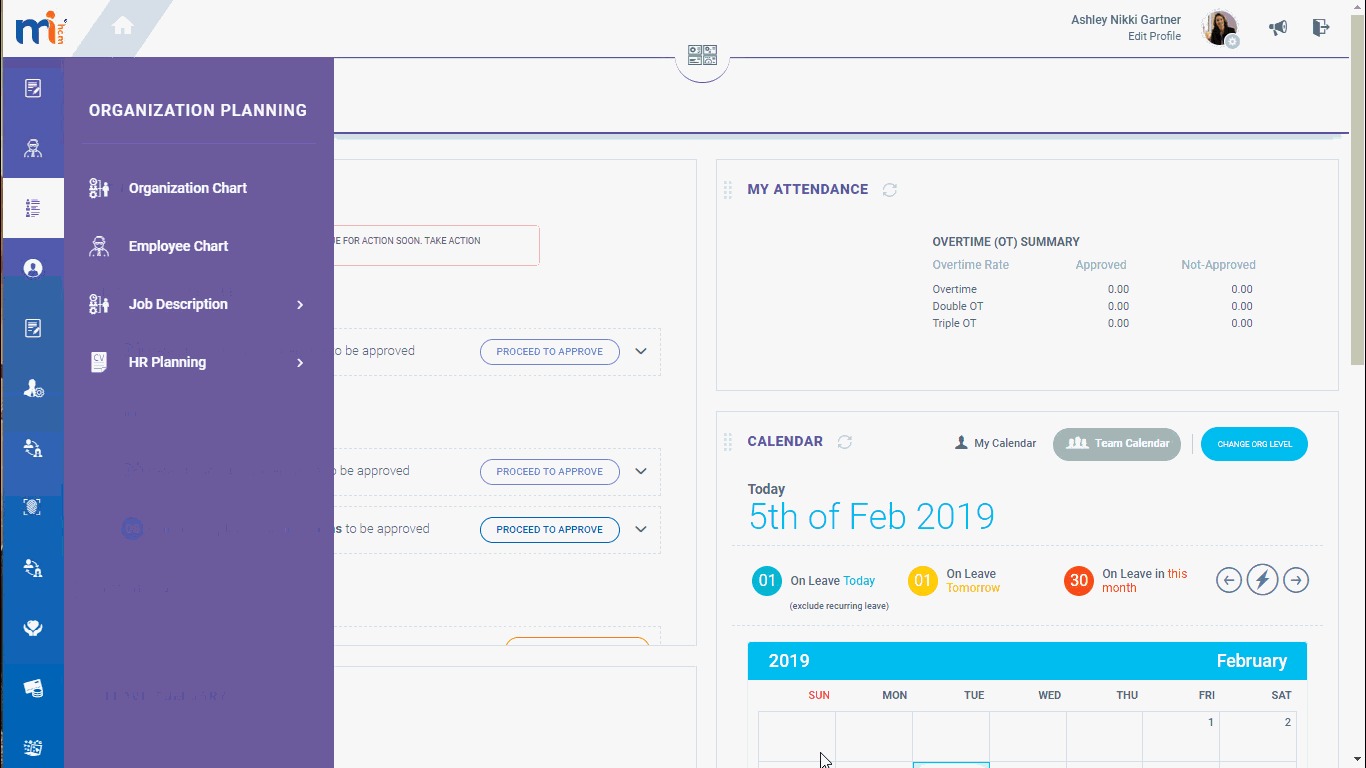 mi hcm
Ashley Nikki Gartner
Edit Profile
ORGANIZATION PLANNING
Organization Chart
Employee Chart
Job Description
CV
HR Planning
FOR ACTION SOON. TAKE ACTION
to be approved
PROCEED TO APPROVE
to be approved
PROCEED TO APPROVE
to be approved
PROCEED TO APPROVE
MY ATTENDANCE
OVERTIME (OT) SUMMARY
Overtime Rate Approved Not-Approved
Overtime 0.00 0.00
Double OT 0.00 0.00
Triple OT 0.00 0.00
CALENDAR
My Calendar
Team Calendar
CHANGE ORG LEVEL
Today
5th of Feb 2019
01 On Leave Today
(exclude recurring leave)
01 On Leave
Tomorrow
30 On Leave in this
month
2019 February
SUN MON TUE WED THU FRI SAT
1 2